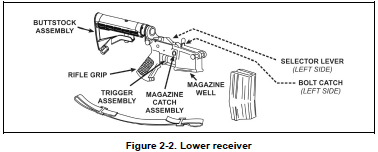 BUTTSTOCK
ASSEMBLY
SELECTOR LEVER
(LEFT SIDE)
RIFLE GRIP
BOLT CATCH
(LEFT SIDE)
TRIGGER
ASSEMBLY
MAGAZINE
CATCH
ASSEMBLY
MAGAZINE
WELL
Figure 2-2. Lower receiver